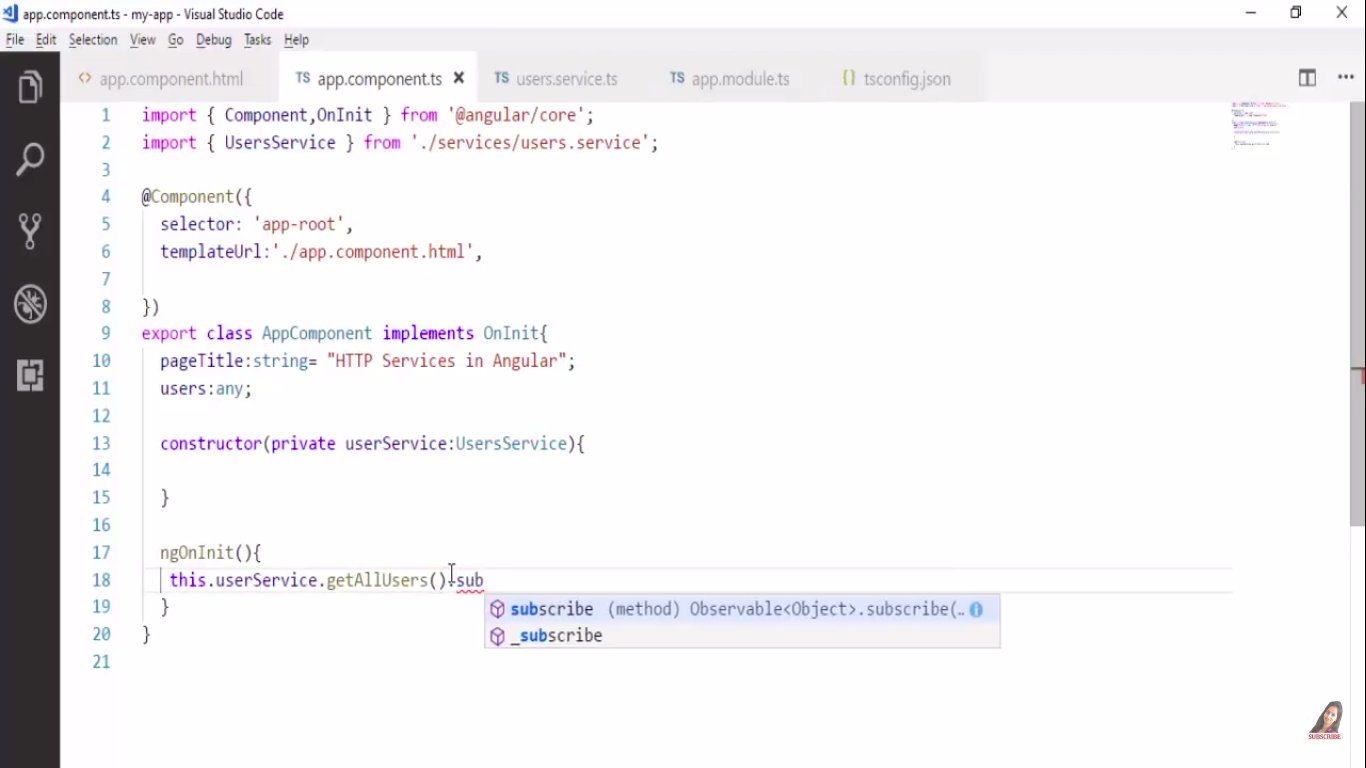 app.component.ts - my-app - Visual Studio Code
File Edit Selection View Go Debug Tasks Help
<> app.component.html TS app.component.ts TS users.service.ts TS app.module.ts {} tsconfig.json
1 import { Component,OnInit } from '@angular/core';
2 import { UsersService } from './services/users.service';
3
4 @Component({
5 selector: 'app-root',
6 templateUrl:'./app.component.html',
7
8 })
9 export class AppComponent implements OnInit{
10 pageTitle:string= "HTTP Services in Angular";
11 users:any;
12
13 constructor(private userService:UsersService){
14
15 }
16
17 ngOnInit(){
18 this.userService.getAllUsers().sub
subscribe (method) Observable<Object>.subscribe(…
19 }
_subscribe
20 }
21
SUBSCRIBE